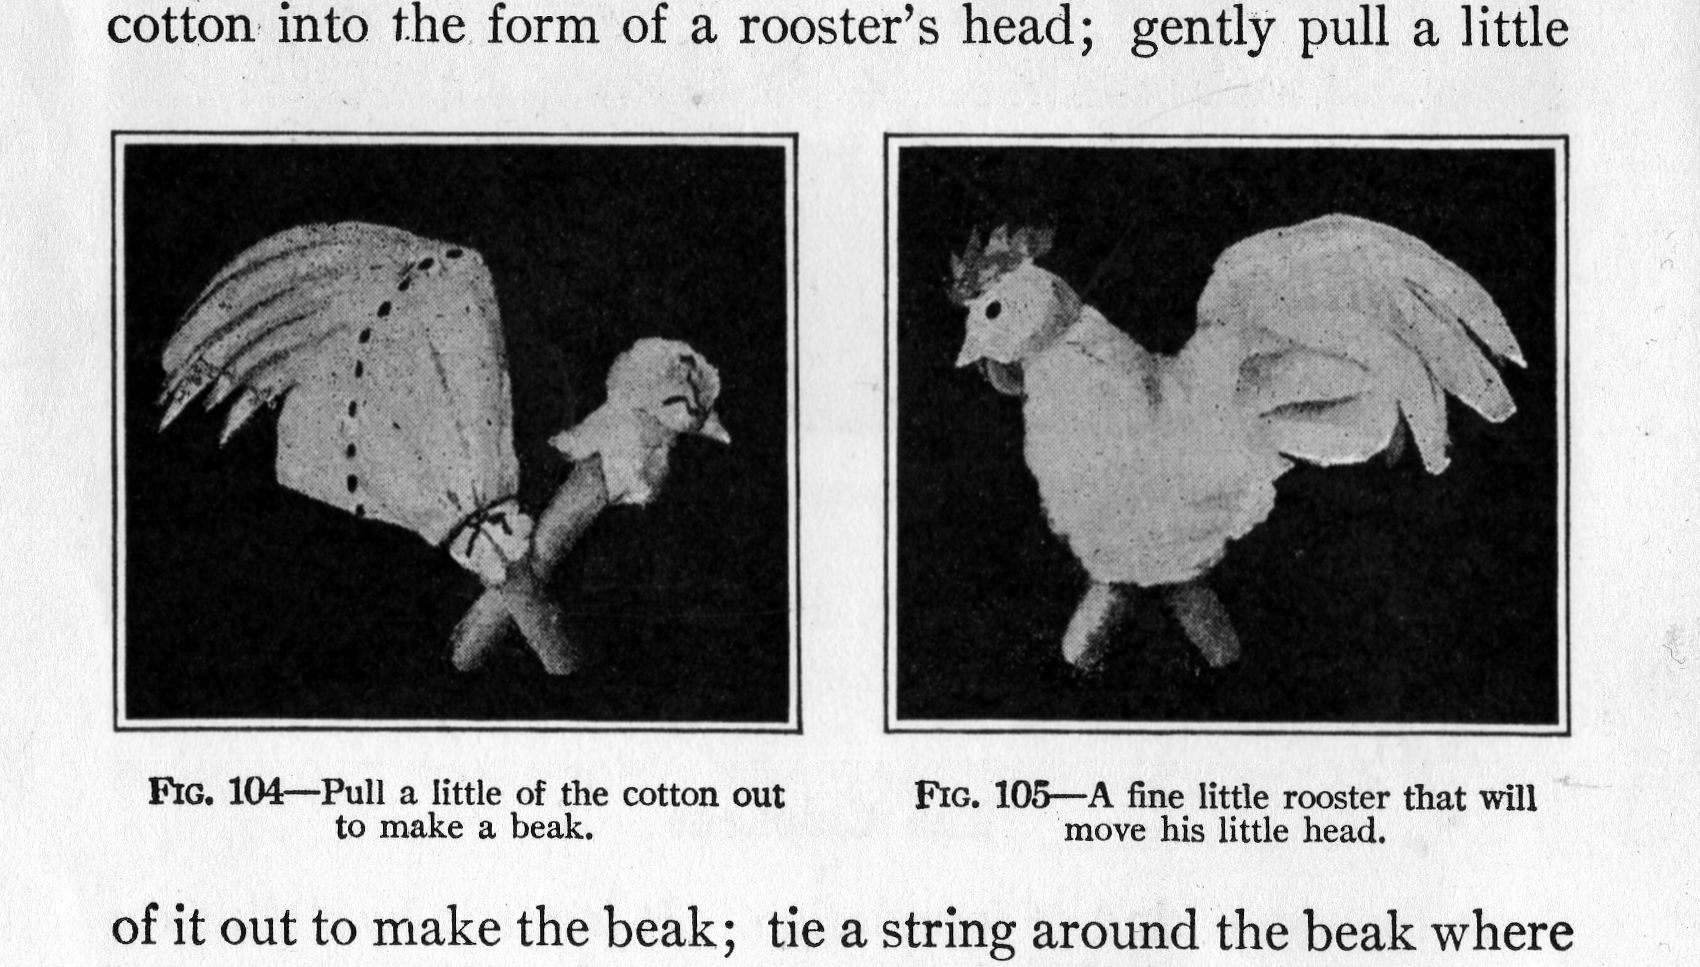 cotton into the form of a rooster's head; gently pull a little
FIG. 104—Pull a little of the cotton out
to make a beak.
FIG. 105—A fine little rooster that will
move his little head.
of it out to make the beak; tie a string around the beak where